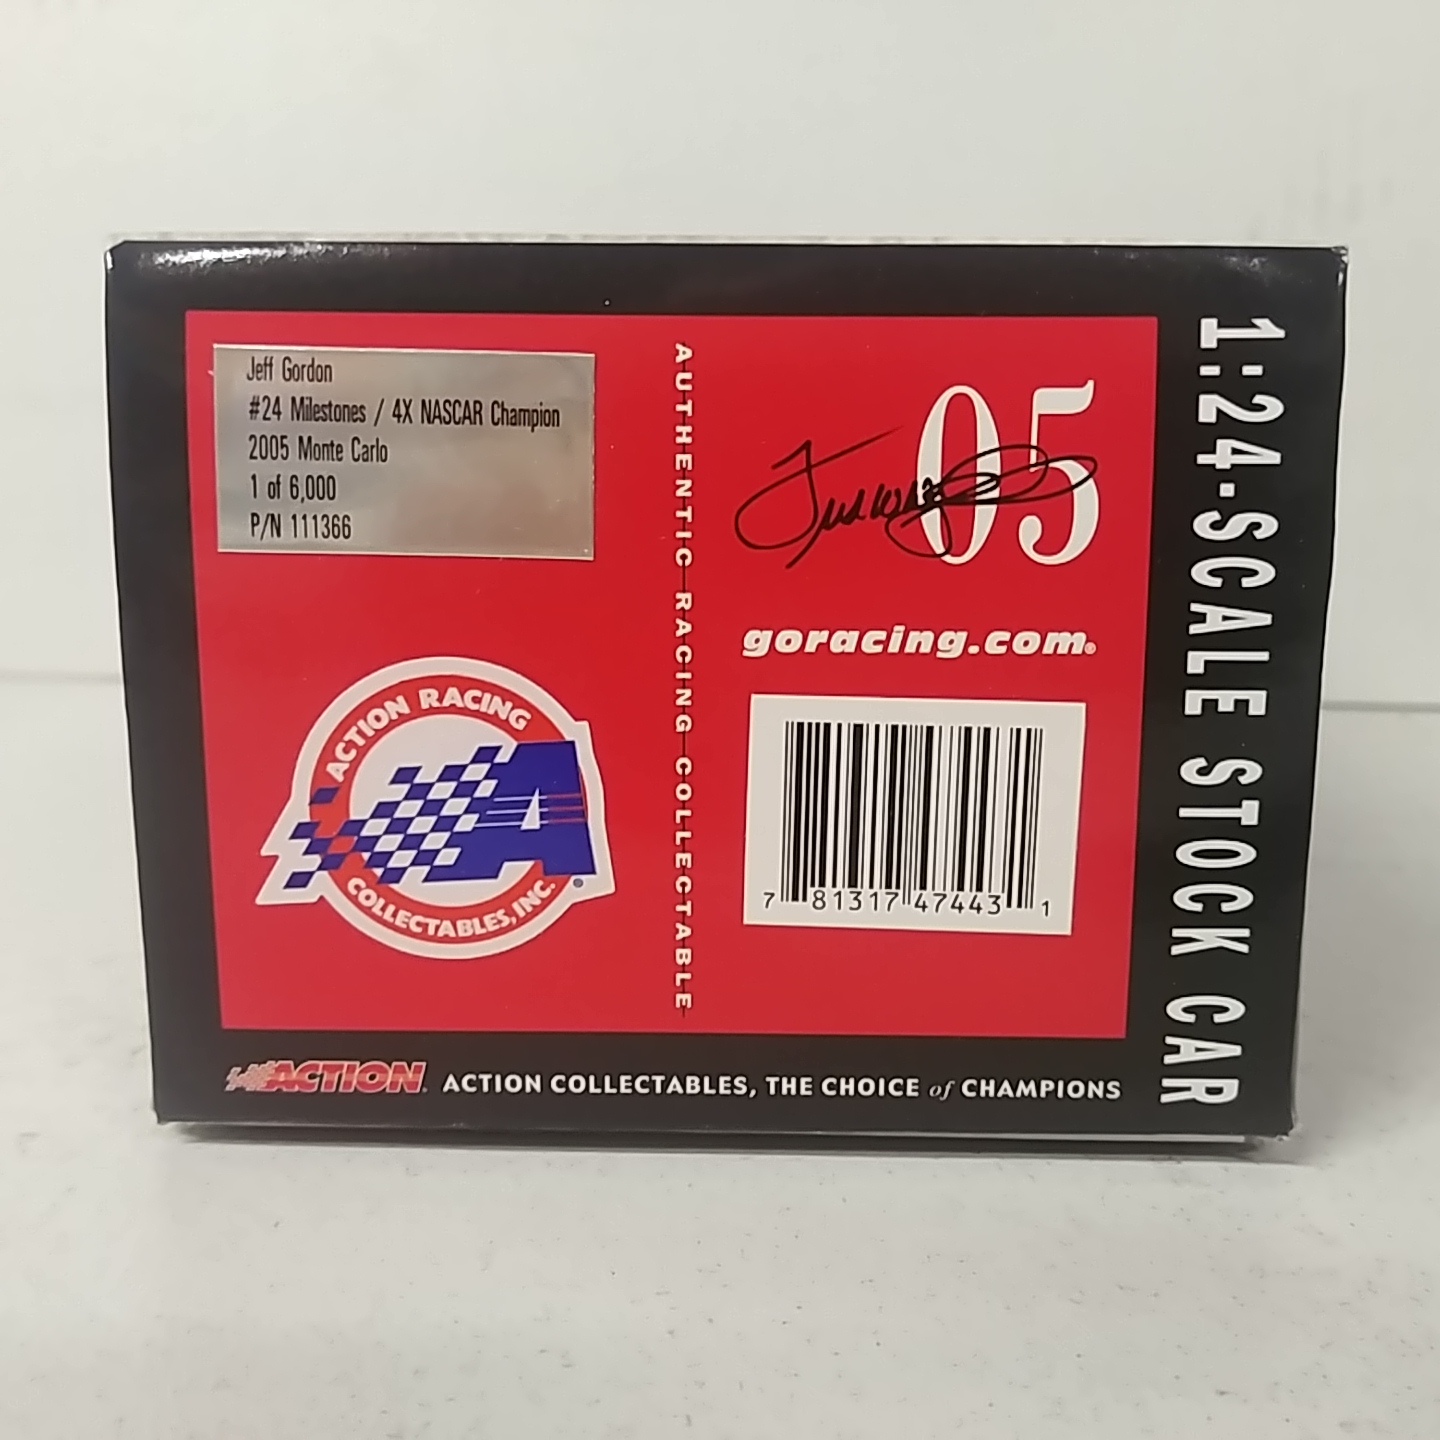 Jeff Gordon
#24 Milestones / 4X NASCAR Champion
2005 Monte Carlo
1 of 6,000
P/N 111366
AUTHENTIC RACING COLLECTABLE
05
goracing.com®
7 81317 47443 1
ACTION RACING
COLLECTABLES, INC.
A
ACTION
ACTION COLLECTABLES, THE CHOICE of CHAMPIONS
1:24-SCALE STOCK CAR